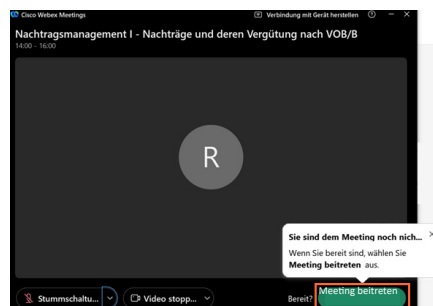 Cisco Webex Meetings
Verbindung mit Gerät herstellen
Nachtragsmanagement I - Nachträge und deren Vergütung nach VOB/B
14:00 - 16:00
R
Sie sind dem Meeting noch nich...
Wenn Sie bereit sind, wählen Sie
Meeting beitreten aus.
Stummschaltu...
Video stopp...
Bereit?
Meeting beitreten